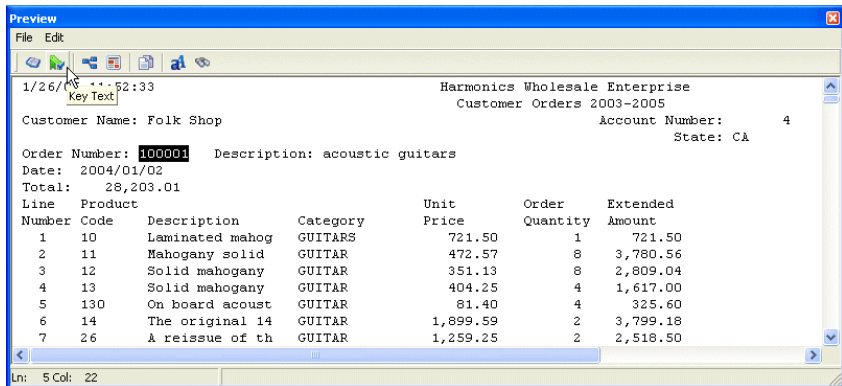 Preview
File Edit
1/26/0 11:52:33 Harmonics Wholesale Enterprise
Key Text
Customer Orders 2003-2005
Customer Name: Folk Shop Account Number: 4
State: CA
Order Number: 100001 Description: acoustic guitars
Date: 2004/01/02
Total: 28,203.01
Line Product Unit Order Extended
Number Code Description Category Price Quantity Amount
1 10 Laminated mahog GUITARS 721.50 1 721.50
2 11 Mahogany solid GUITAR 472.57 8 3,780.56
3 12 Solid mahogany GUITAR 351.13 8 2,809.04
4 13 Solid mahogany GUITAR 404.25 4 1,617.00
5 130 On board acoust GUITAR 81.40 4 325.60
6 14 The original 14 GUITAR 1,899.59 2 3,799.18
7 26 A reissue of th GUITAR 1,259.25 2 2,518.50
Ln: 5 Col: 22